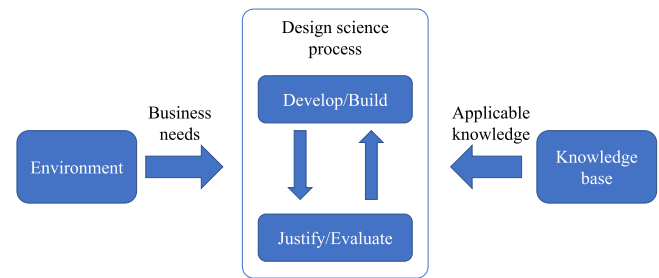 Design science
process
Develop/Build
Business
needs
Applicable
knowledge
Environment
Knowledge
base
Justify/Evaluate